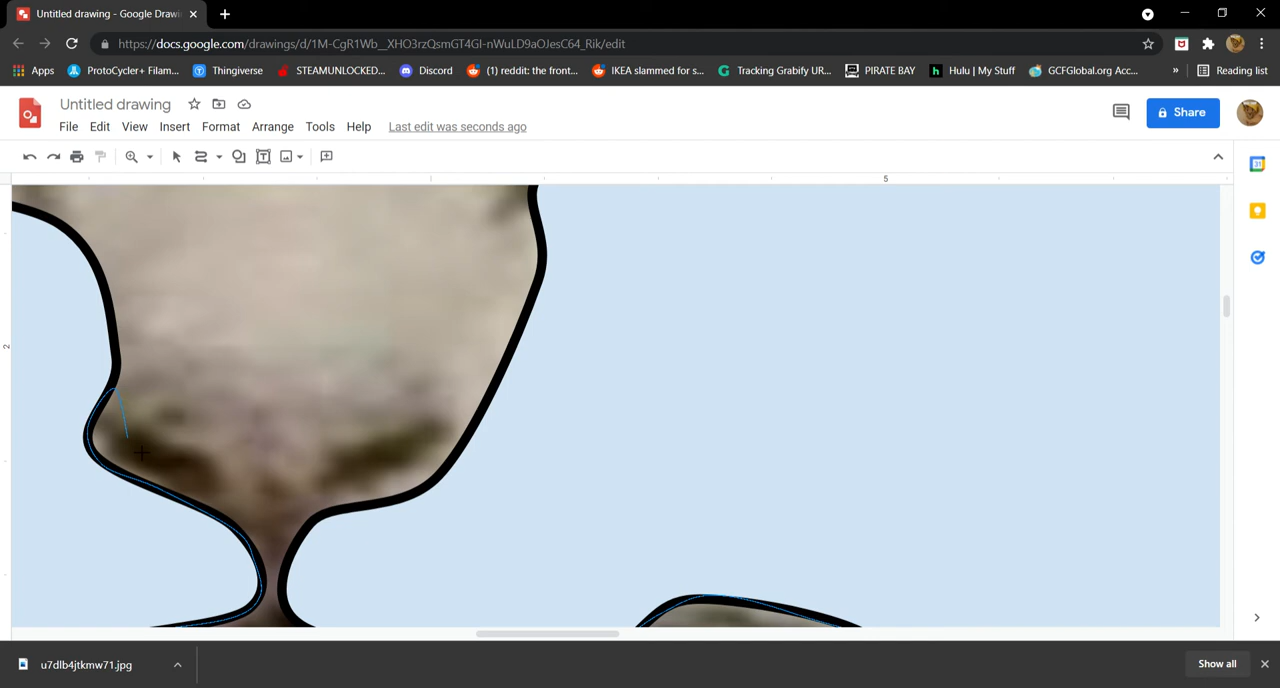 Untitled drawing - Google Drawi
https://docs.google.com/drawings/d/1M-CgR1Wb__XHO3rzQsmGT4GI-nWuLD9aOJesC64_Rik/edit
Apps ProtoCycler+ Filam... Thingiverse STEAMUNLOCKED... Discord (1) reddit: the front... IKEA slammed for s... Tracking Grabify UR... PIRATE BAY Hulu | My Stuff GCFGlobal.org Acc... » Reading list
Untitled drawing
Share
File Edit View Insert Format Arrange Tools Help Last edit was seconds ago
5
31
2
u7dlb4jtkmw71.jpg
Show all